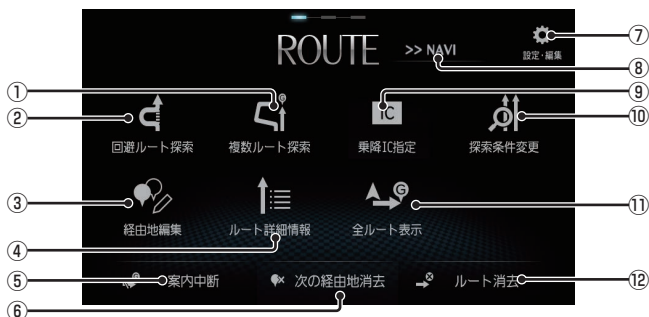 ROUTE >> NAVI
設定・編集
⑦
⑧
① ⑨
② ⑩
回避ルート探索 複数ルート探索 乗降IC指定 探索条件変更
IC
③ ⑪
経由地編集 ルート詳細情報 全ルート表示
④
⑤ 案内中断 次の経由地消去 ルート消去 ⑫
⑥